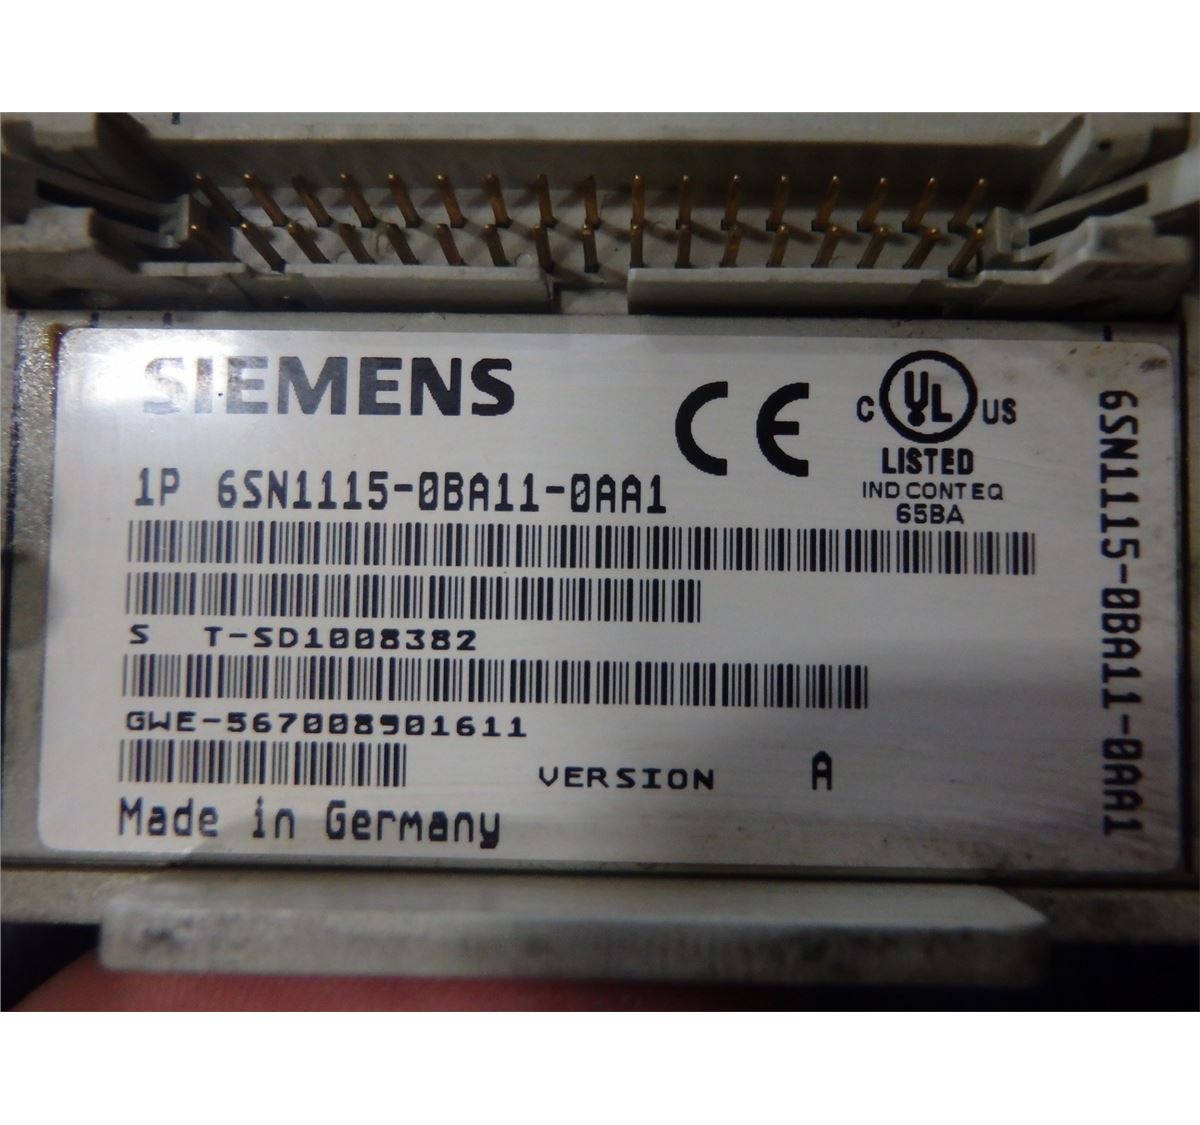 SIEMENS
CE
C UL US
LISTED
IND CONT EQ
65BA
1P 6SN1115-0BA11-0AA1
S T-SD1008382
GWE-567008901611
VERSION A
Made in Germany
6SN1115-0BA11-0AA1